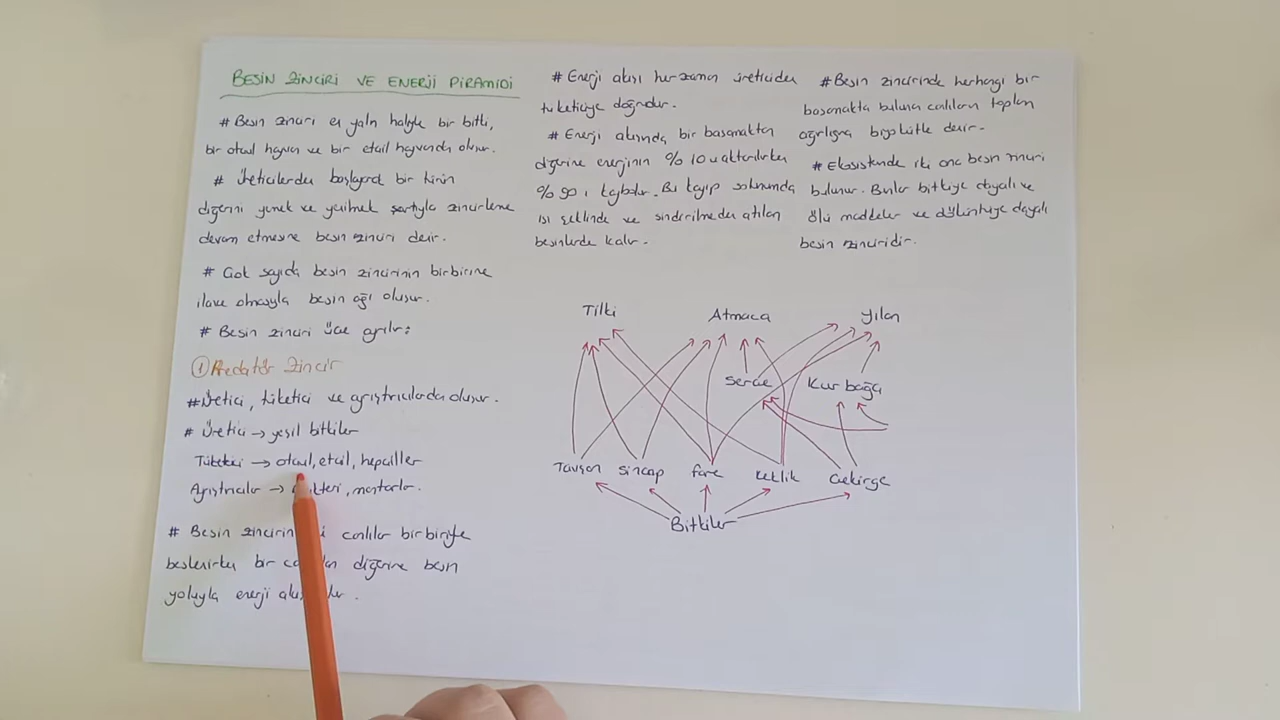 BESİN ZİNCİRİ VE ENERJİ PİRAMİDİ
# Besin zinciri en yalın haliyle bir bitki,
bir otçul hayvan ve bir etçil hayvanda oluşur.
# Üreticilerden başlayarak bir birinin
diğerini yemek ve yenilmek şartıyla zincirleme
devam etmesine besin zinciri denir.
# Çok sayıda besin zincirinin birbirine
ilave olmasıyla besin ağı oluşur.
# Besin zinciri üçe ayrılır:
① Predatör Zincir
# Üretici, tüketici ve ayrıştırıcılarda oluşur.
# Üretici → yeşil bitkiler
Tüketici → otçul, etçil, hepçiller
Ayrıştırıcılar → , mantarlar.
# Besin canlılar birbiriyle
beslenirken bir diğerine besin
yoluyla enerji
# Enerji akışı her zaman üreticiden
tüketiciye doğrudur.
# Enerji akışında bir basamaktan
diğerine enerjinin % 10 u aktarılırken
% 90 ı kaybolur. Bu kayıp solunumda
ısı şeklinde ve sindirilmeden atılan
besinlerde kalır.
# Besin zincirinde herhangi bir
basamakta bulunan canlıların toplam
ağırlığına biyokütle denir.
# Ekosistemde iki ana besin zinciri
bulunur. Bunlar bitkiye dayalı ve
ölü maddeler ve döküntüye dayalı
besin zinciridir.
Tilki Atmaca Yılan
Serçe Kurbağa
Tavşan Sincap fare Keklik Çekirge
Bitkiler